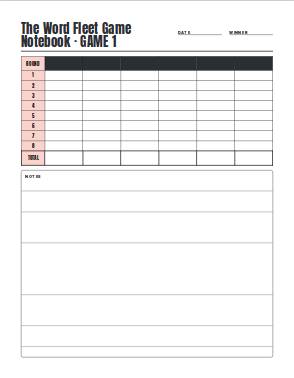 The Word Fleet Game
Notebook · GAME 1
DATE WINNER
ROUND
1
2
3
4
5
6
7
8
TOTAL
NOTES